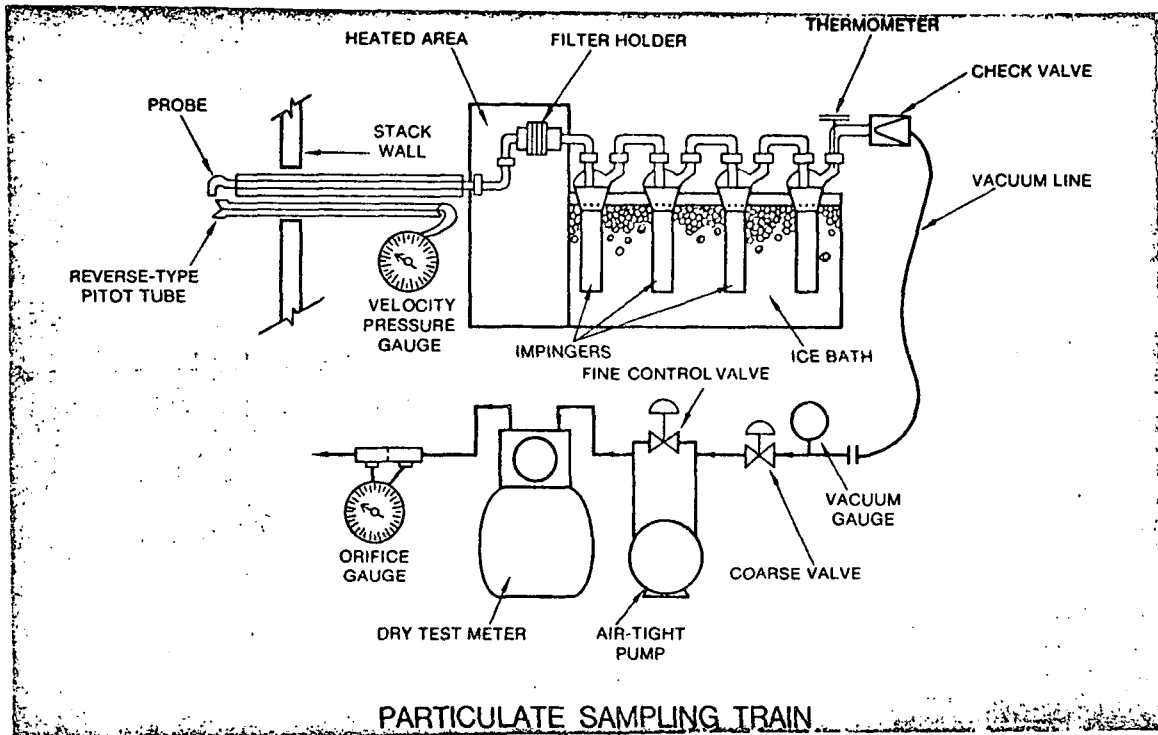 THERMOMETER
HEATED AREA
FILTER HOLDER
CHECK VALVE
PROBE
STACK
WALL
VACUUM LINE
REVERSE-TYPE
PITOT TUBE
VELOCITY
PRESSURE
GAUGE
IMPINGERS
ICE BATH
FINE CONTROL VALVE
VACUUM
GAUGE
ORIFICE
GAUGE
COARSE VALVE
DRY TEST METER
AIR-TIGHT
PUMP
PARTICULATE SAMPLING TRAIN